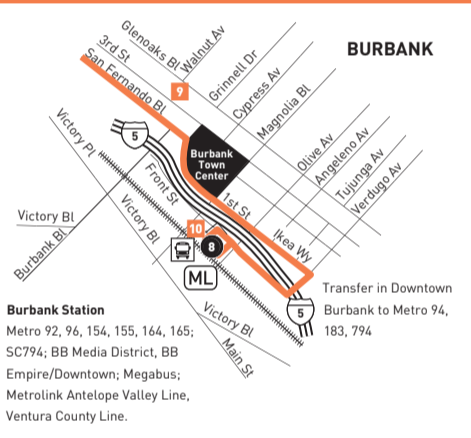 BURBANK
Glenoaks Bl
Walnut Av
3rd St
San Fernando Bl
9
Grinnell Dr
Cypress Av
Magnolia Bl
5
Victory Pl
Front St
Burbank
Town
Center
Olive Av
Angeleno Av
Tujunga Av
Verdugo Av
1st St
Ikea Wy
Victory Bl
Burbank Bl
Victory Bl
10
8
ML
5
Victory Bl
Main St
Transfer in Downtown
Burbank to Metro 94,
183, 794
Burbank Station
Metro 92, 96, 154, 155, 164, 165;
SC794; BB Media District, BB
Empire/Downtown; Megabus;
Metrolink Antelope Valley Line,
Ventura County Line.